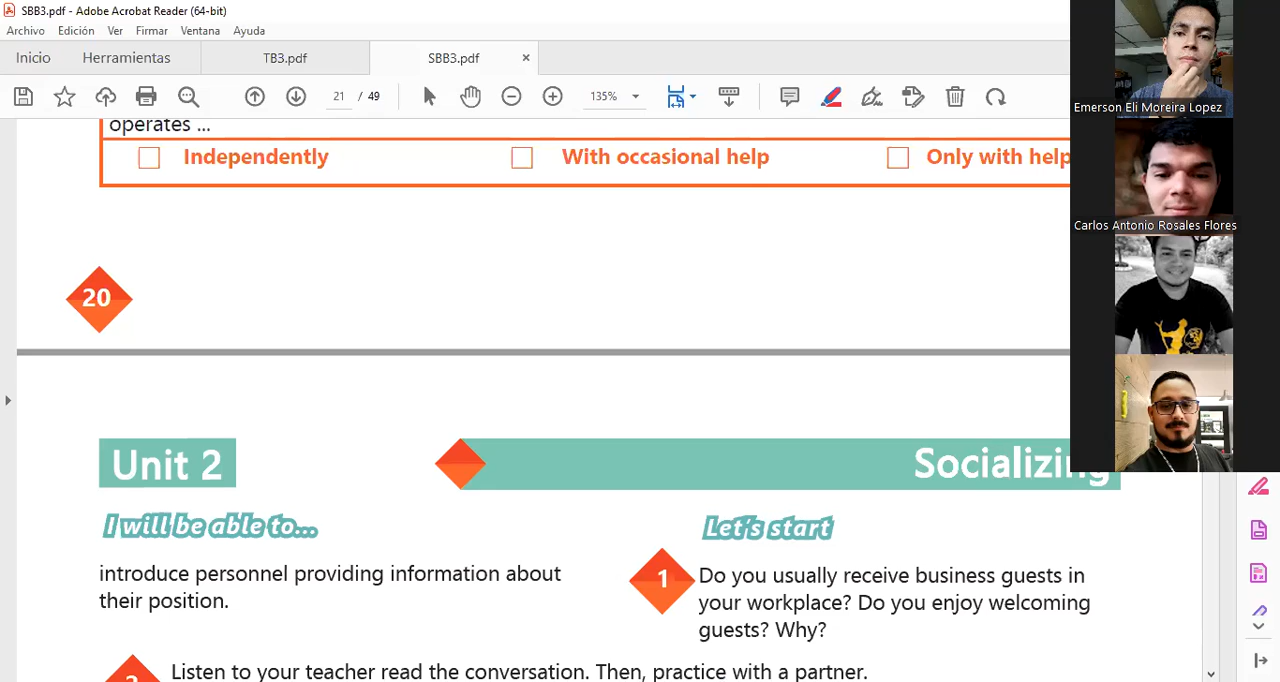 SBB3.pdf - Adobe Acrobat Reader (64-bit)
Archivo Edición Ver Firmar Ventana Ayuda
Inicio Herramientas TB3.pdf SBB3.pdf ×
21 / 49 135%
operates ...
Independently With occasional help Only with help
20
Unit 2 Socializing
I will be able to...
introduce personnel providing information about
their position.
Let's start
1
Do you usually receive business guests in
your workplace? Do you enjoy welcoming
guests? Why?
2 Listen to your teacher read the conversation. Then, practice with a partner.
Emerson Eli Moreira Lopez
Carlos Antonio Rosales Flores